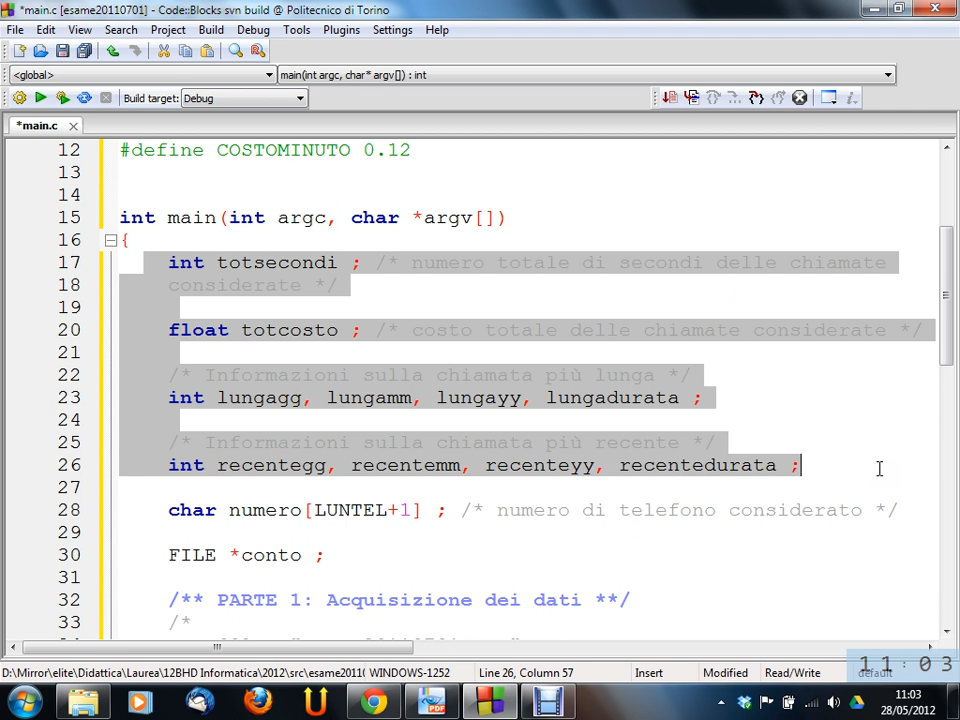 *main.c [esame20110701] - Code::Blocks svn build @ Politecnico di Torino
File Edit View Search Project Build Debug Tools Plugins Settings Help
<global> main(int argc, char* argv[]) : int
Build target: Debug
*main.c
12 #define COSTOMINUTO 0.12
13
14
15 int main(int argc, char *argv[])
16 {
17 int totsecondi ; /* numero totale di secondi delle chiamate
18 considerate */
19
20 float totcosto ; /* costo totale delle chiamate considerate */
21
22 /* Informazioni sulla chiamata più lunga */
23 int lungagg, lungamm, lungayy, lungadurata ;
24
25 /* Informazioni sulla chiamata più recente */
26 int recentegg, recentemm, recenteyy, recentedurata ;
27
28 char numero[LUNTEL+1] ; /* numero di telefono considerato */
29
30 FILE *conto ;
31
32 /** PARTE 1: Acquisizione dei dati **/
33 /*
D:\Mirror\elite\Didattica\Laurea\12BHD Informatica\2012\src\esame2011( WINDOWS-1252 Line 26, Column 57 Insert Modified Read/Write default
11:03
11:03
28/05/2012